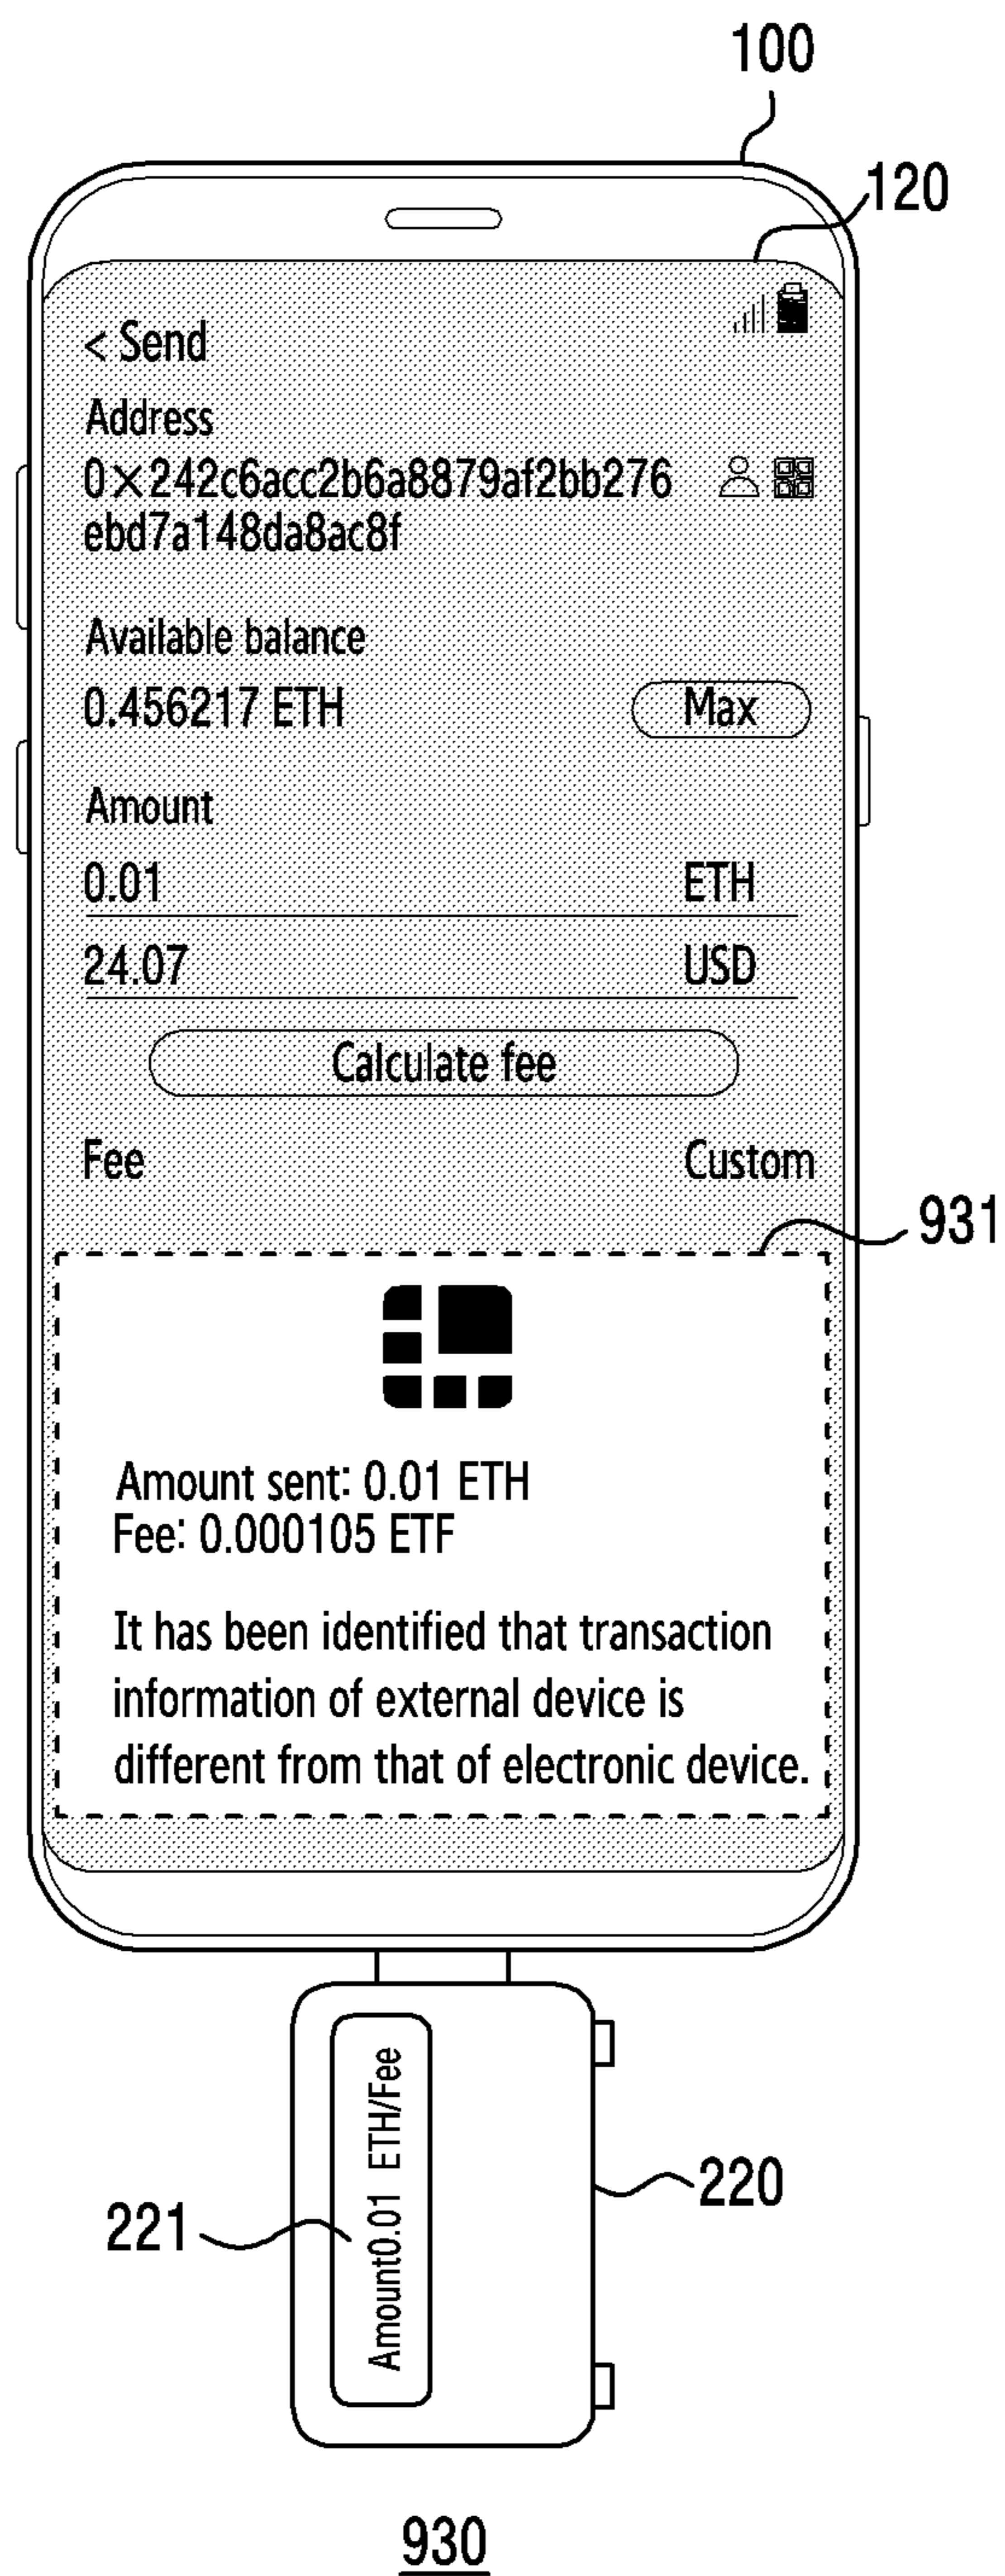 100
120
< Send
Address
0×242c6acc2b6a8879af2bb276
ebd7a148da8ac8f
Available balance
0.456217 ETH Max
Amount
0.01 ETH
24.07 USD
Calculate fee
Fee Custom
931
Amount sent: 0.01 ETH
Fee: 0.000105 ETF
It has been identified that transaction
information of external device is
different from that of electronic device.
Amount0.01 ETH/Fee
220
221
930